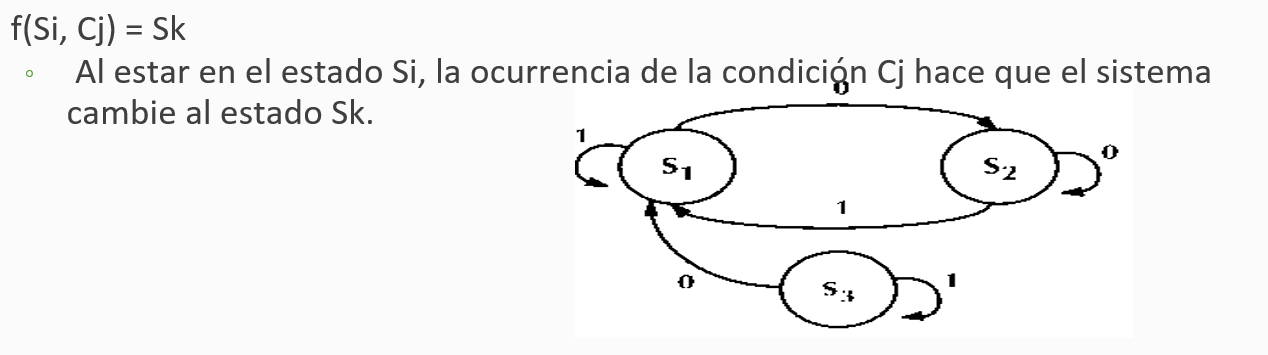 f(Si, Cj) = Sk
Al estar en el estado Si, la ocurrencia de la condición Cj hace que el sistema
cambie al estado Sk.
0
1
S1
S2
0
1
0
S3
1